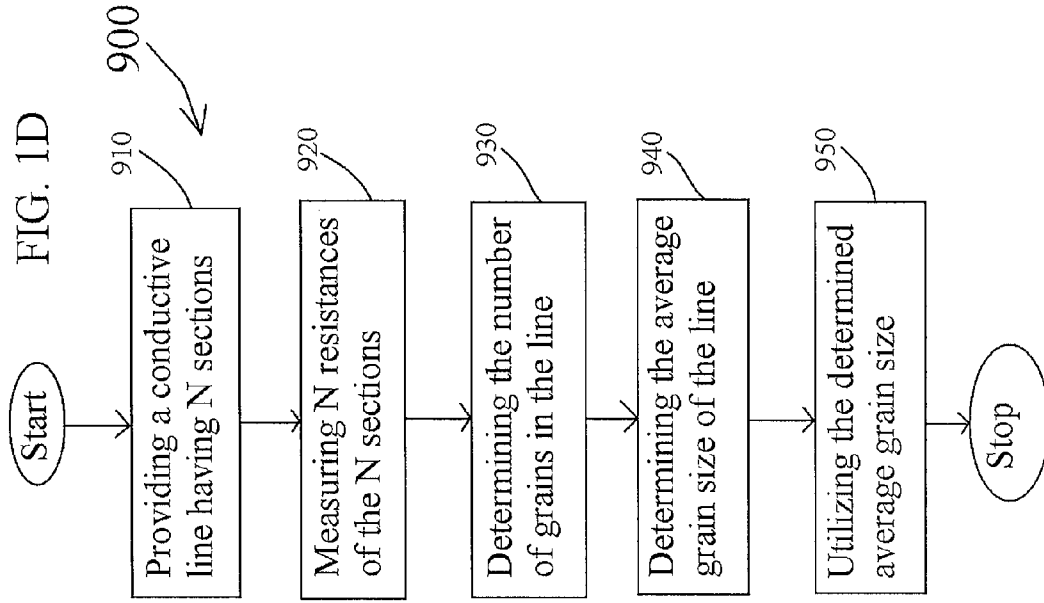 FIG. 1D
900
Start
910
Providing a conductive
line having N sections
920
Measuring N resistances
of the N sections
930
Determining the number
of grains in the line
940
Determining the average
grain size of the line
950
Utilizing the determined
average grain size
Stop